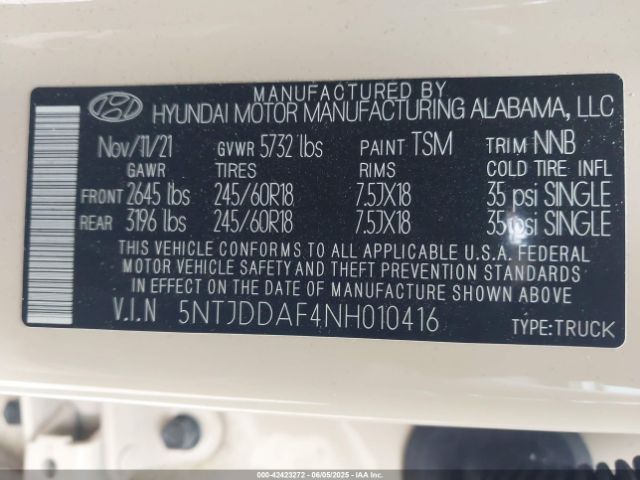 MANUFACTURED BY
HYUNDAI MOTOR MANUFACTURING ALABAMA, LLC
Nov/11/21 GVWR 5732 lbs PAINT TSM TRIM NNB
GAWR TIRES RIMS COLD TIRE INFL
FRONT 2645 lbs 245/60R18 7.5JX18 35 psi SINGLE
REAR 3196 lbs 245/60R18 7.5JX18 35 psi SINGLE
THIS VEHICLE CONFORMS TO ALL APPLICABLE U.S.A. FEDERAL
MOTOR VEHICLE SAFETY AND THEFT PREVENTION STANDARDS
IN EFFECT ON THE DATE OF MANUFACTURE SHOWN ABOVE
V.I.N 5NTJDDAF4NH010416 TYPE:TRUCK
000-42423272 - 06/05/2025 - IAAI.COM